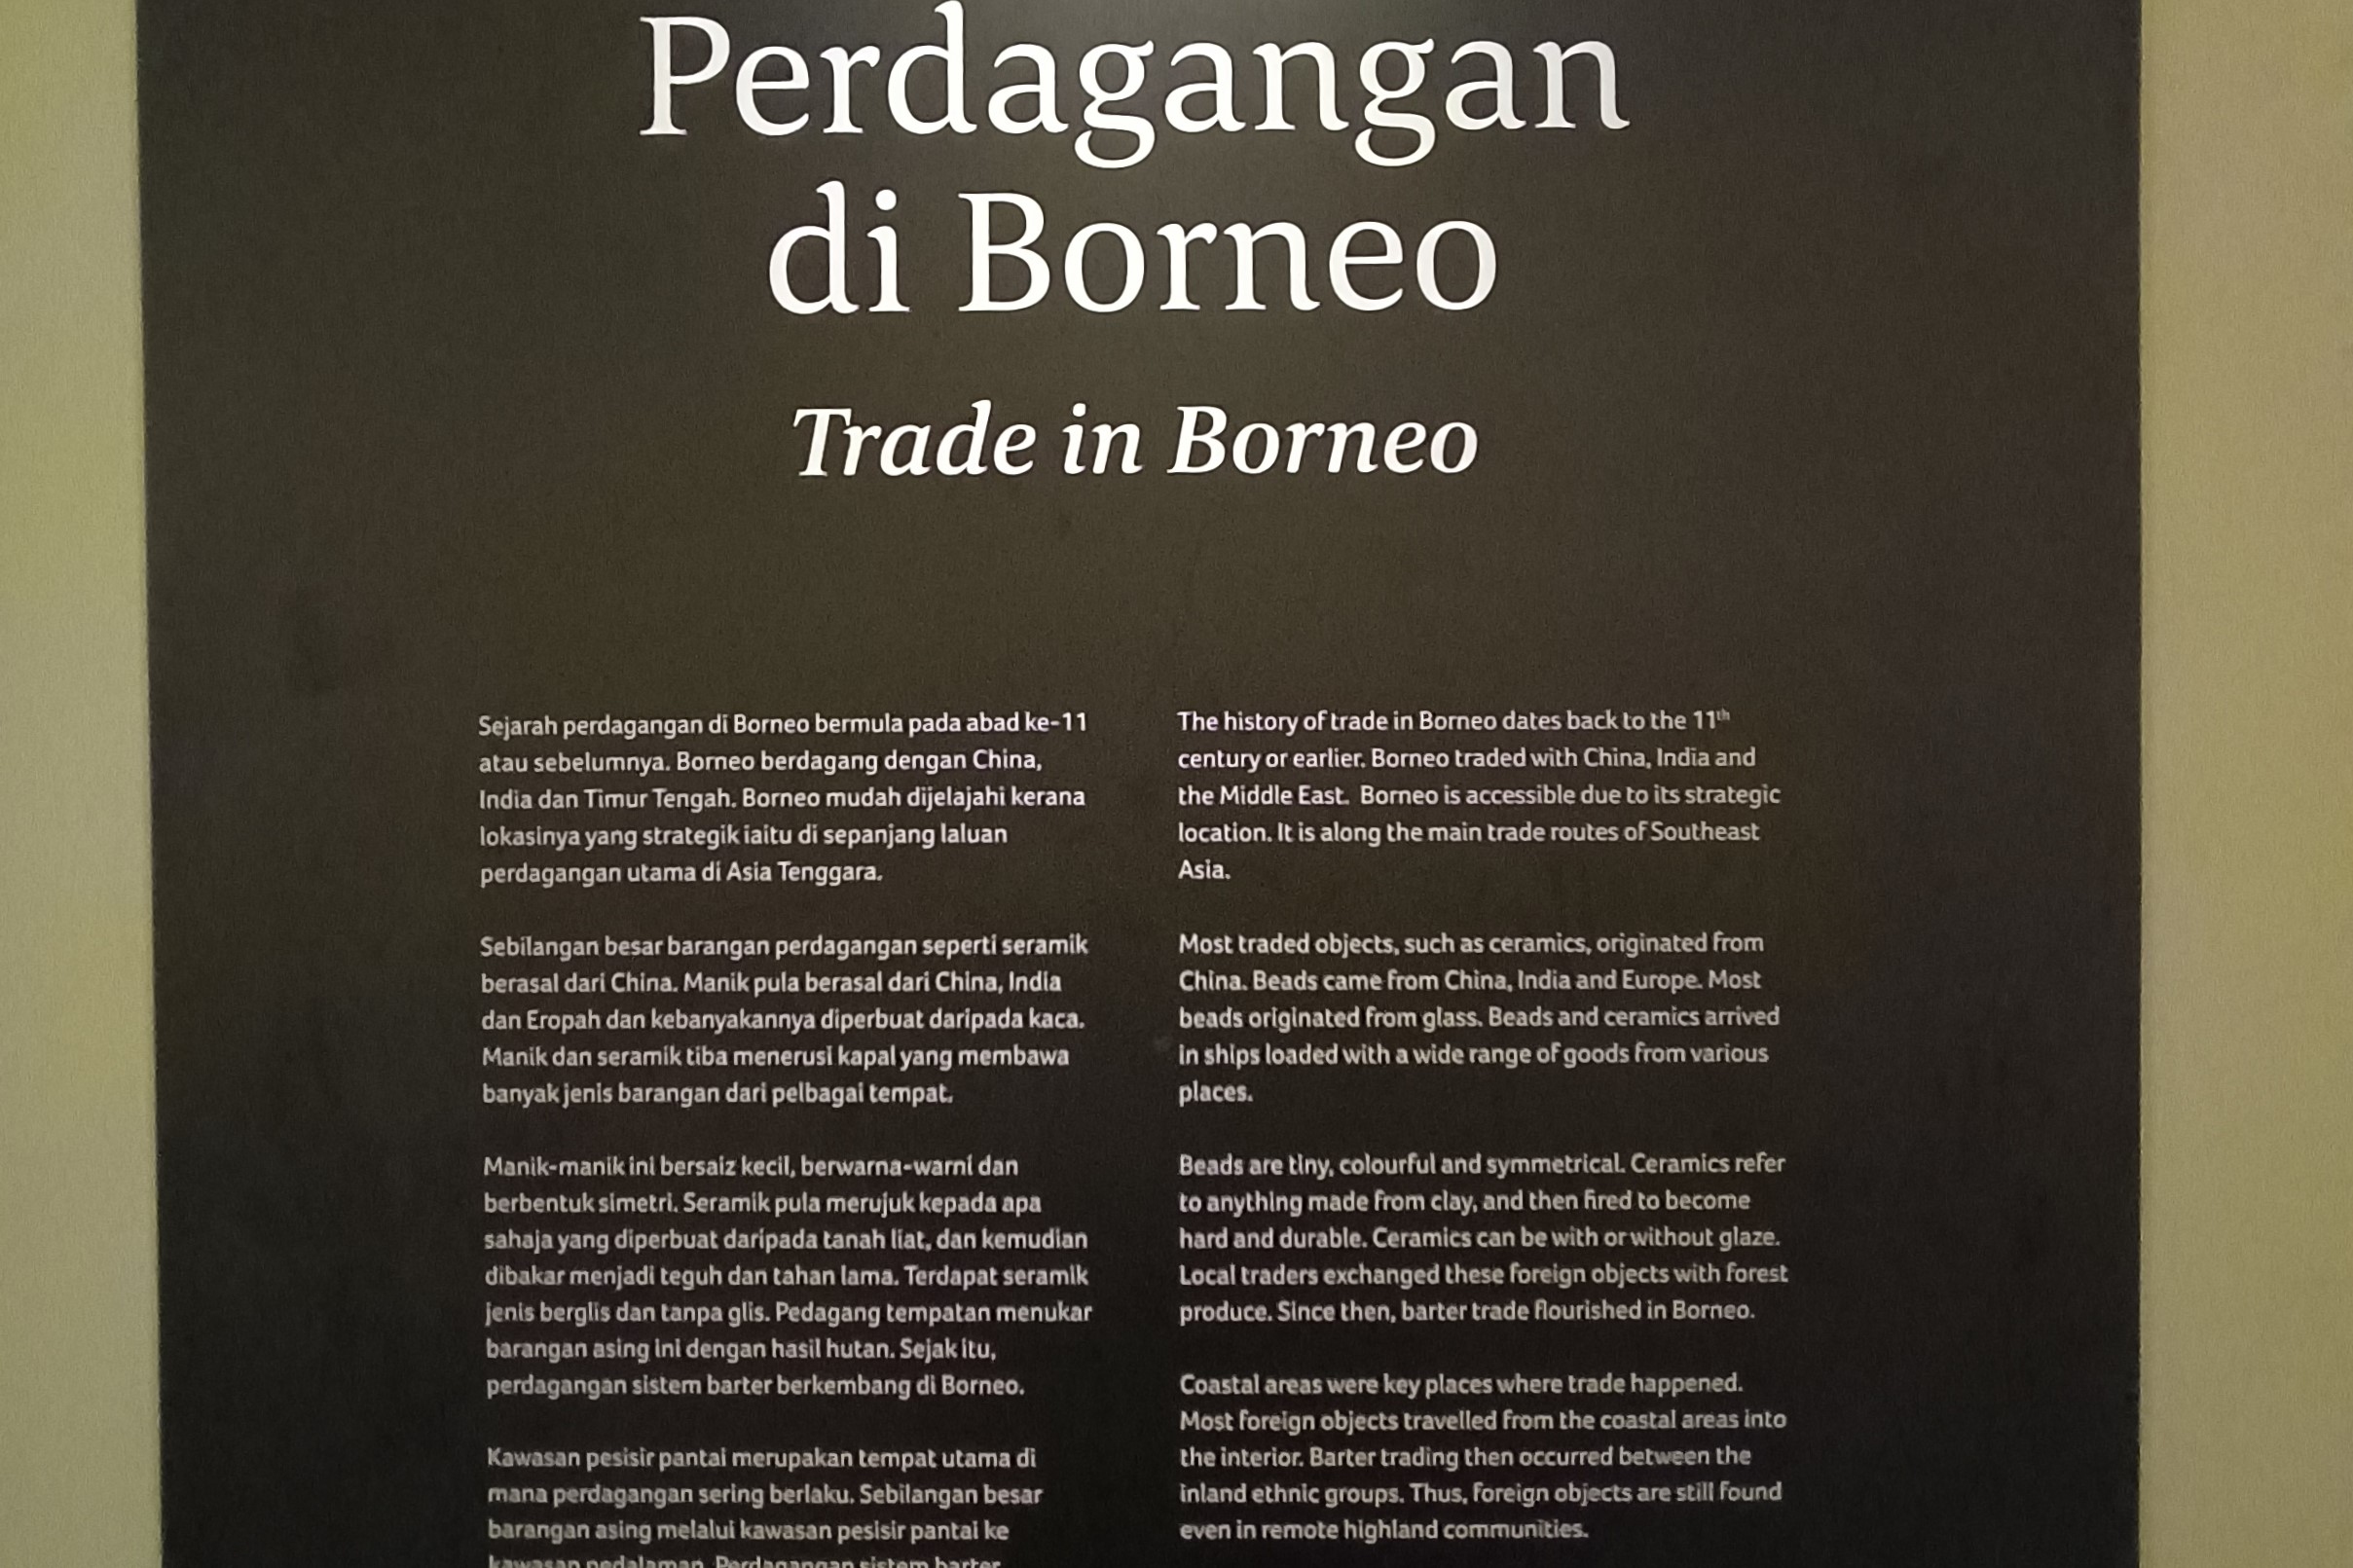 Perdagangan
di Borneo
Trade in Borneo
Sejarah perdagangan di Borneo bermula pada abad ke-11
atau sebelumnya. Borneo berdagang dengan China,
India dan Timur Tengah. Borneo mudah dijelajahi kerana
lokasinya yang strategik iaitu di sepanjang laluan
perdagangan utama di Asia Tenggara.
Sebilangan besar barangan perdagangan seperti seramik
berasal dari China. Manik pula berasal dari China, India
dan Eropah dan kebanyakannya diperbuat daripada kaca.
Manik dan seramik tiba menerusi kapal yang membawa
banyak jenis barangan dari pelbagai tempat.
Manik-manik ini bersaiz kecil, berwarna-warni dan
berbentuk simetri. Seramik pula merujuk kepada apa
sahaja yang diperbuat daripada tanah liat, dan kemudian
dibakar menjadi teguh dan tahan lama. Terdapat seramik
jenis berglis dan tanpa glis. Pedagang tempatan menukar
barangan asing ini dengan hasil hutan. Sejak itu,
perdagangan sistem barter berkembang di Borneo.
Kawasan pesisir pantai merupakan tempat utama di
mana perdagangan sering berlaku. Sebilangan besar
barangan asing melalui kawasan pesisir pantai ke
kawasan pedalaman. Perdagangan sistem barter
The history of trade in Borneo dates back to the 11th
century or earlier. Borneo traded with China, India and
the Middle East. Borneo is accessible due to its strategic
location. It is along the main trade routes of Southeast
Asia.
Most traded objects, such as ceramics, originated from
China. Beads came from China, India and Europe. Most
beads originated from glass. Beads and ceramics arrived
in ships loaded with a wide range of goods from various
places.
Beads are tiny, colourful and symmetrical. Ceramics refer
to anything made from clay, and then fired to become
hard and durable. Ceramics can be with or without glaze.
Local traders exchanged these foreign objects with forest
produce. Since then, barter trade flourished in Borneo.
Coastal areas were key places where trade happened.
Most foreign objects travelled from the coastal areas into
the interior. Barter trading then occurred between the
inland ethnic groups. Thus, foreign objects are still found
even in remote highland communities.